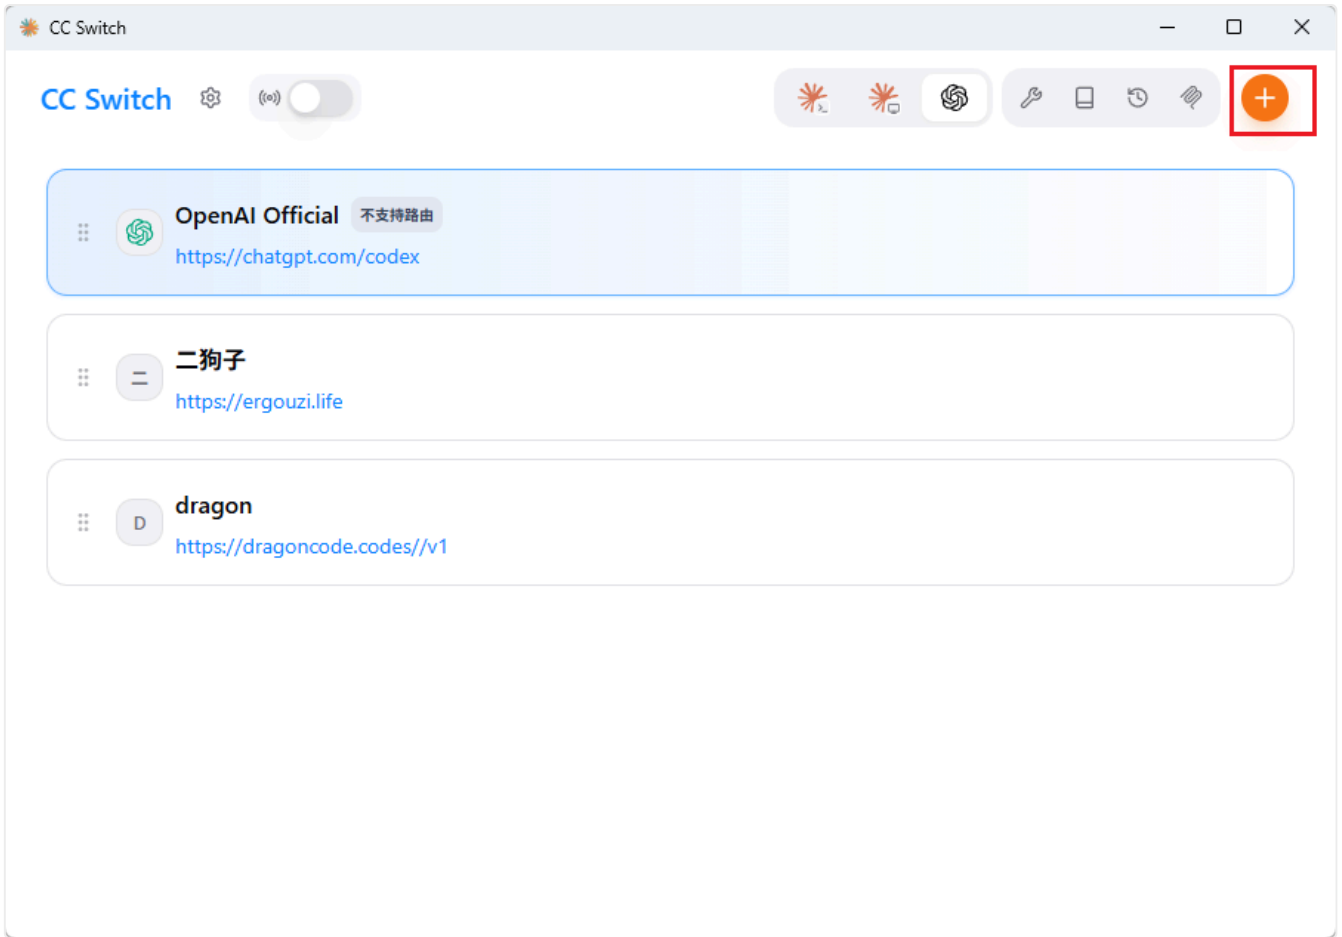 CC Switch
CC Switch
OpenAI Official 不支持路由
https://chatgpt.com/codex
二
二狗子
https://ergouzi.life
D
dragon
https://dragoncode.codes//v1